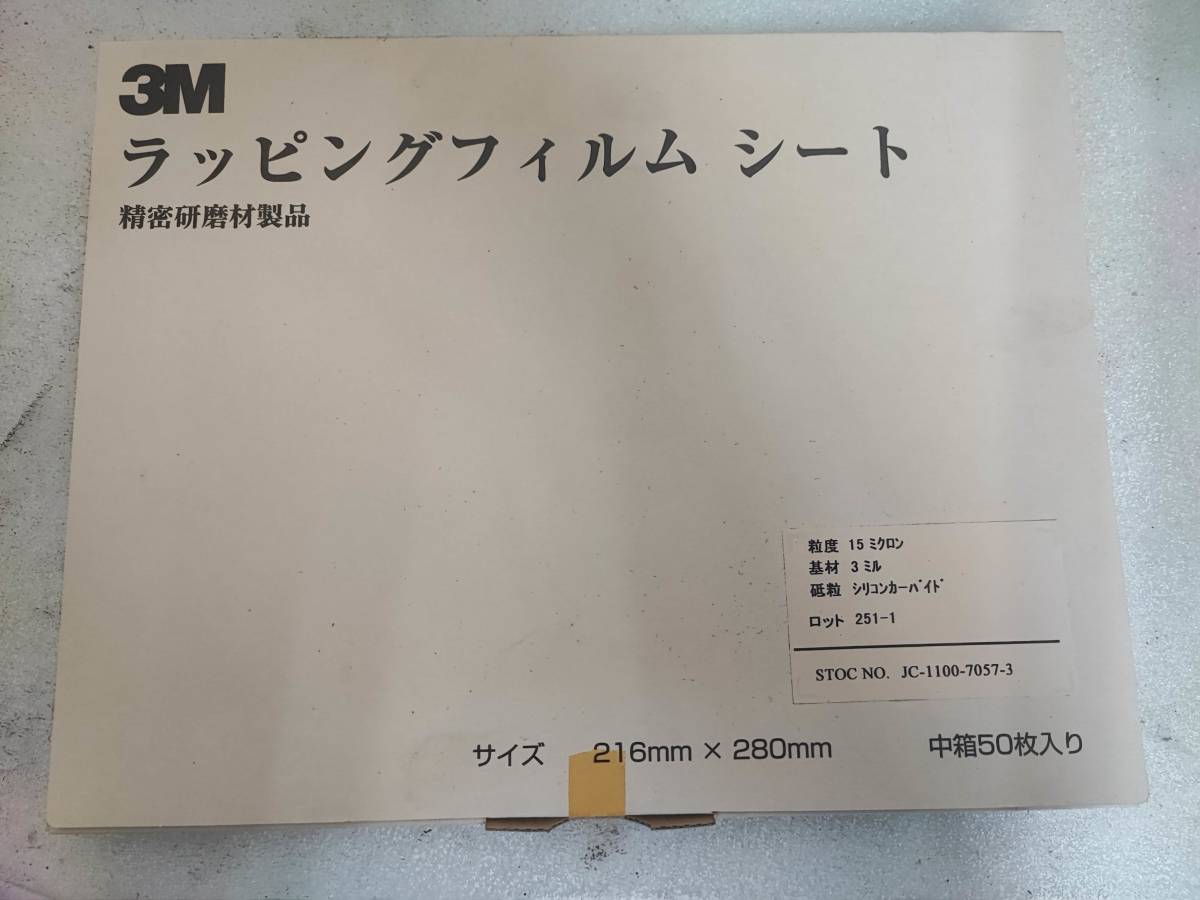 3M
ラッピングフィルム シート
精密研磨材製品
粒度 15 ミクロン
基材 3 ミル
砥粒 シリコンカーバイド
ロット 251-1
STOC NO. JC-1100-7057-3
サイズ 216mm × 280mm 中箱50枚入り